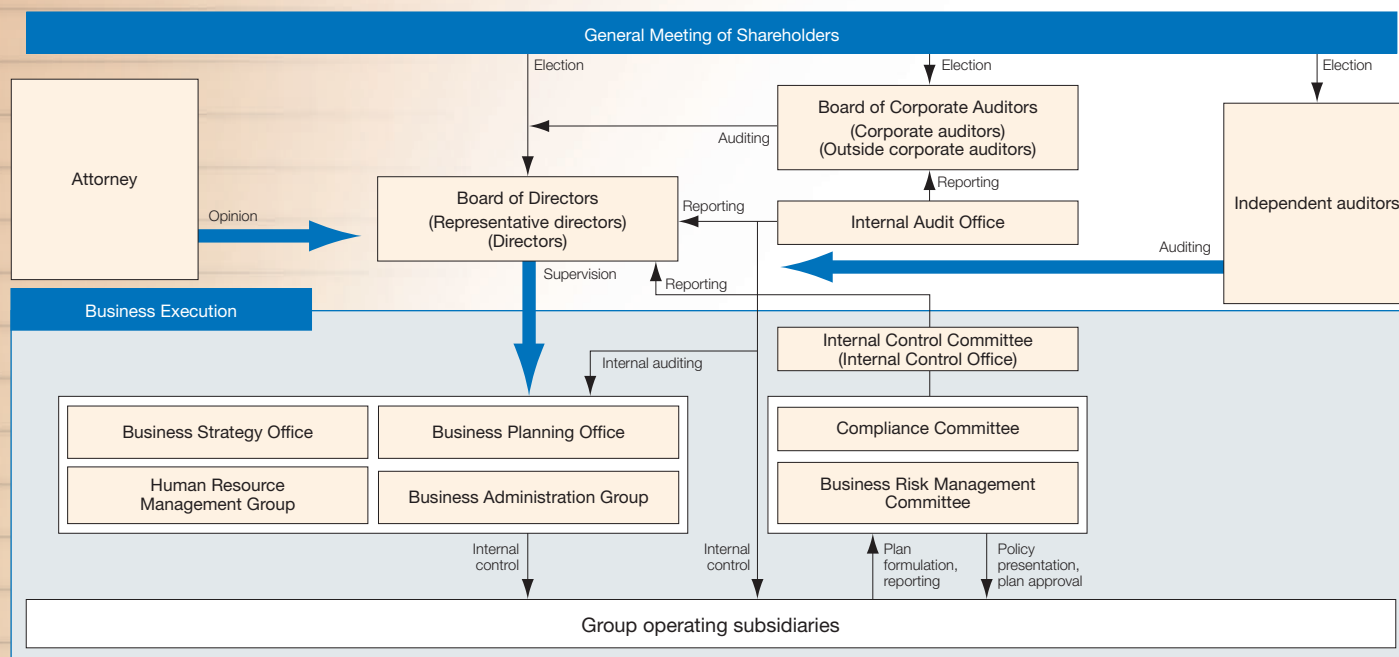 General Meeting of Shareholders
Election
Election
Election
Attorney
Board of Corporate Auditors
(Corporate auditors)
(Outside corporate auditors)
Auditing
Independent auditors
Reporting
Board of Directors
(Representative directors)
(Directors)
Opinion
Reporting
Internal Audit Office
Auditing
Supervision
Reporting
Business Execution
Internal Control Committee
(Internal Control Office)
Internal auditing
Business Strategy Office
Business Planning Office
Human Resource
Management Group
Business Administration Group
Compliance Committee
Business Risk Management
Committee
Internal
control
Internal
control
Plan
formulation,
reporting
Policy
presentation,
plan approval
Group operating subsidiaries